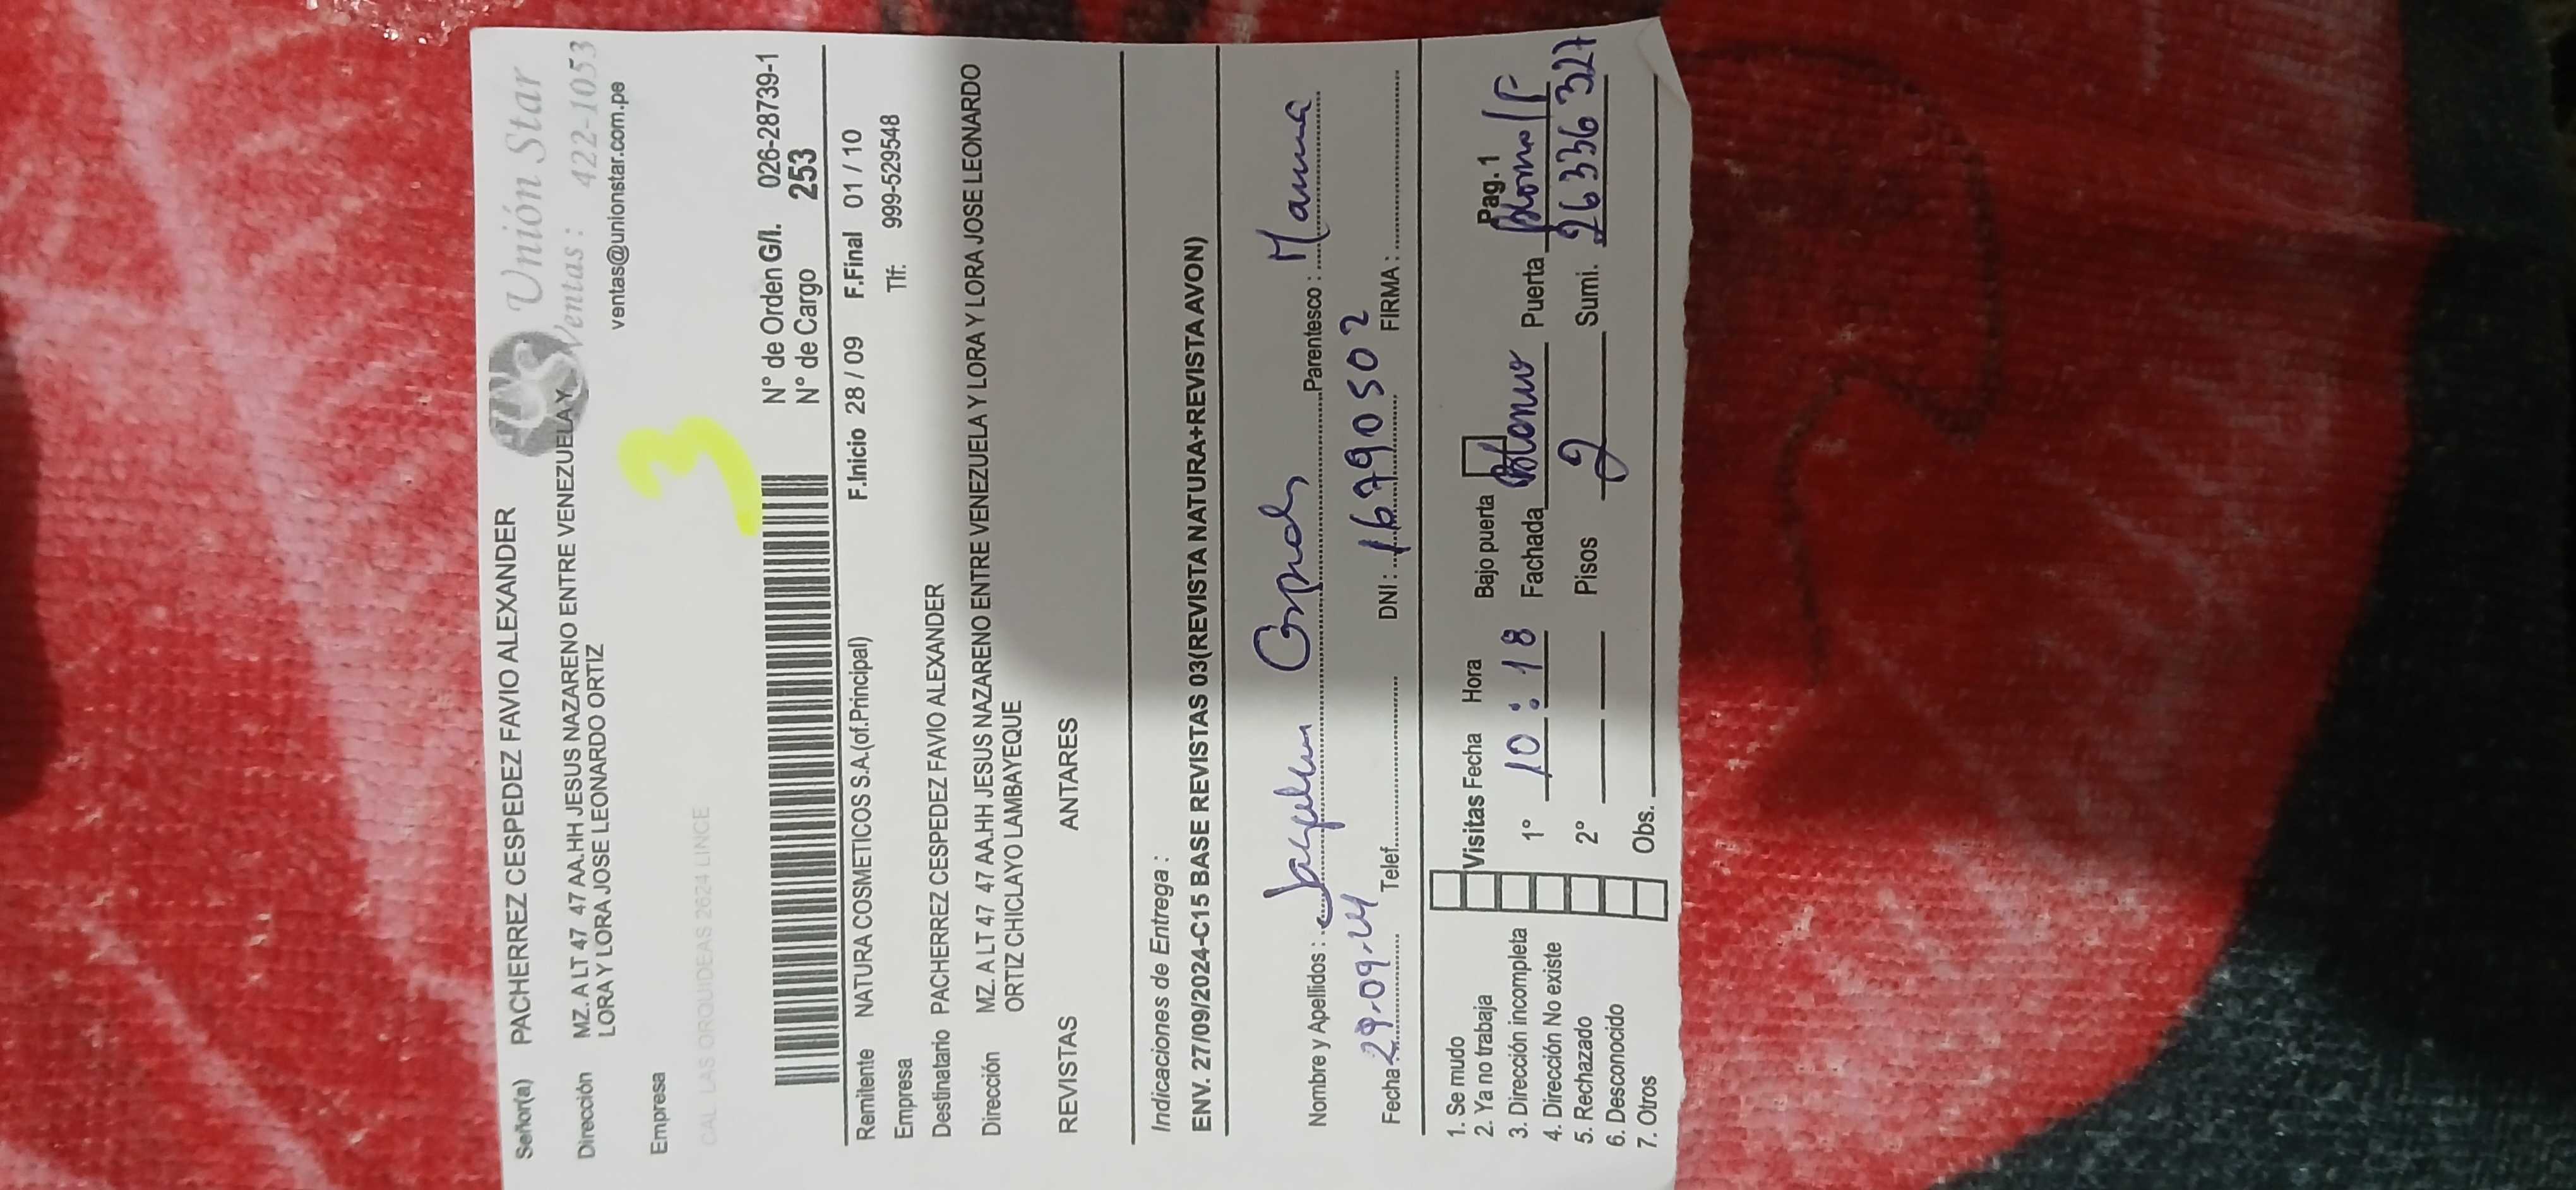 Señor(a) PACHERREZ CESPEDEZ FAVIO ALEXANDER
Unión Star
Dirección MZ. A LT 47 47 AA.HH JESUS NAZARENO ENTRE VENEZUELA Y
Ventas : 422-1053
LORA Y LORA JOSE LEONARDO ORTIZ
ventas@unionstar.com.pe
Empresa
CAL. LAS ORQUIDEAS 2624 LINCE
3
N° de Orden G/I. 026-28739-1
N° de Cargo 253
Remitente NATURA COSMETICOS S.A.(of.Principal) F.Inicio 28 / 09 F.Final 01 / 10
Empresa Tlf: 999-529548
Destinatario PACHERREZ CESPEDEZ FAVIO ALEXANDER
Dirección MZ. A LT 47 47 AA.HH JESUS NAZARENO ENTRE VENEZUELA Y LORA Y LORA JOSE LEONARDO
ORTIZ CHICLAYO LAMBAYEQUE
REVISTAS ANTARES
Indicaciones de Entrega :
ENV. 27/09/2024-C15 BASE REVISTAS 03(REVISTA NATURA+REVISTA AVON)
Nombre y Apellidos : Parentesco : Mama
Fecha 29.09.24 Telef. DNI : 16790502 FIRMA :
1. Se mudo
2. Ya no trabaja Visitas Fecha Hora Bajo puerta Pag.1
3. Dirección incompleta 1° 10 : 18 Fachada Blanco Puerta
4. Dirección No existe
5. Rechazado 2° Pisos 2 Sumi. 26336327
6. Desconocido
7. Otros Obs.